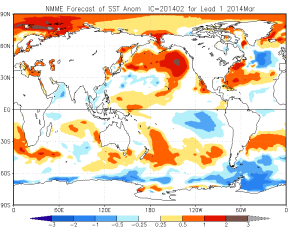 NMME Forecast of SST Anom IC=201402 for Lead 1 2014Mar
90N
60N
30N
EQ
30S
60S
90S
0 60E 120E 180 120W 60W 0
-3 -2 -1 -0.5 -0.25 0.25 0.5 1 2 3